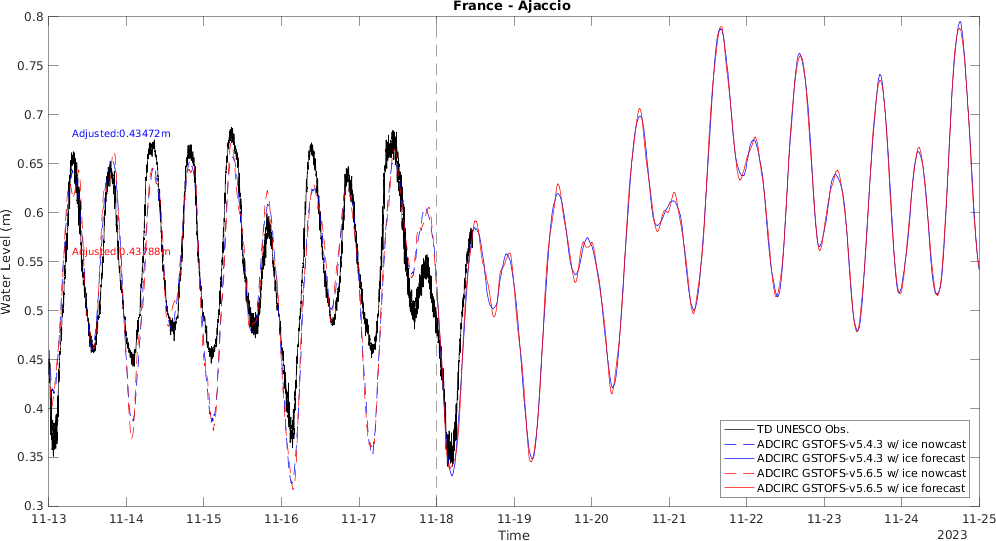 France - Ajaccio
0.8
0.75
0.7
0.65
0.6
0.55
0.5
0.45
0.4
0.35
0.3
Water Level (m)
Adjusted:0.43472m
Adjusted:0.43788m
TD UNESCO Obs.
ADCIRC GSTOFS-v5.4.3 w/ ice nowcast
ADCIRC GSTOFS-v5.4.3 w/ ice forecast
ADCIRC GSTOFS-v5.6.5 w/ ice nowcast
ADCIRC GSTOFS-v5.6.5 w/ ice forecast
11-13 11-14 11-15 11-16 11-17 11-18 11-19 11-20 11-21 11-22 11-23 11-24 11-25
Time
2023